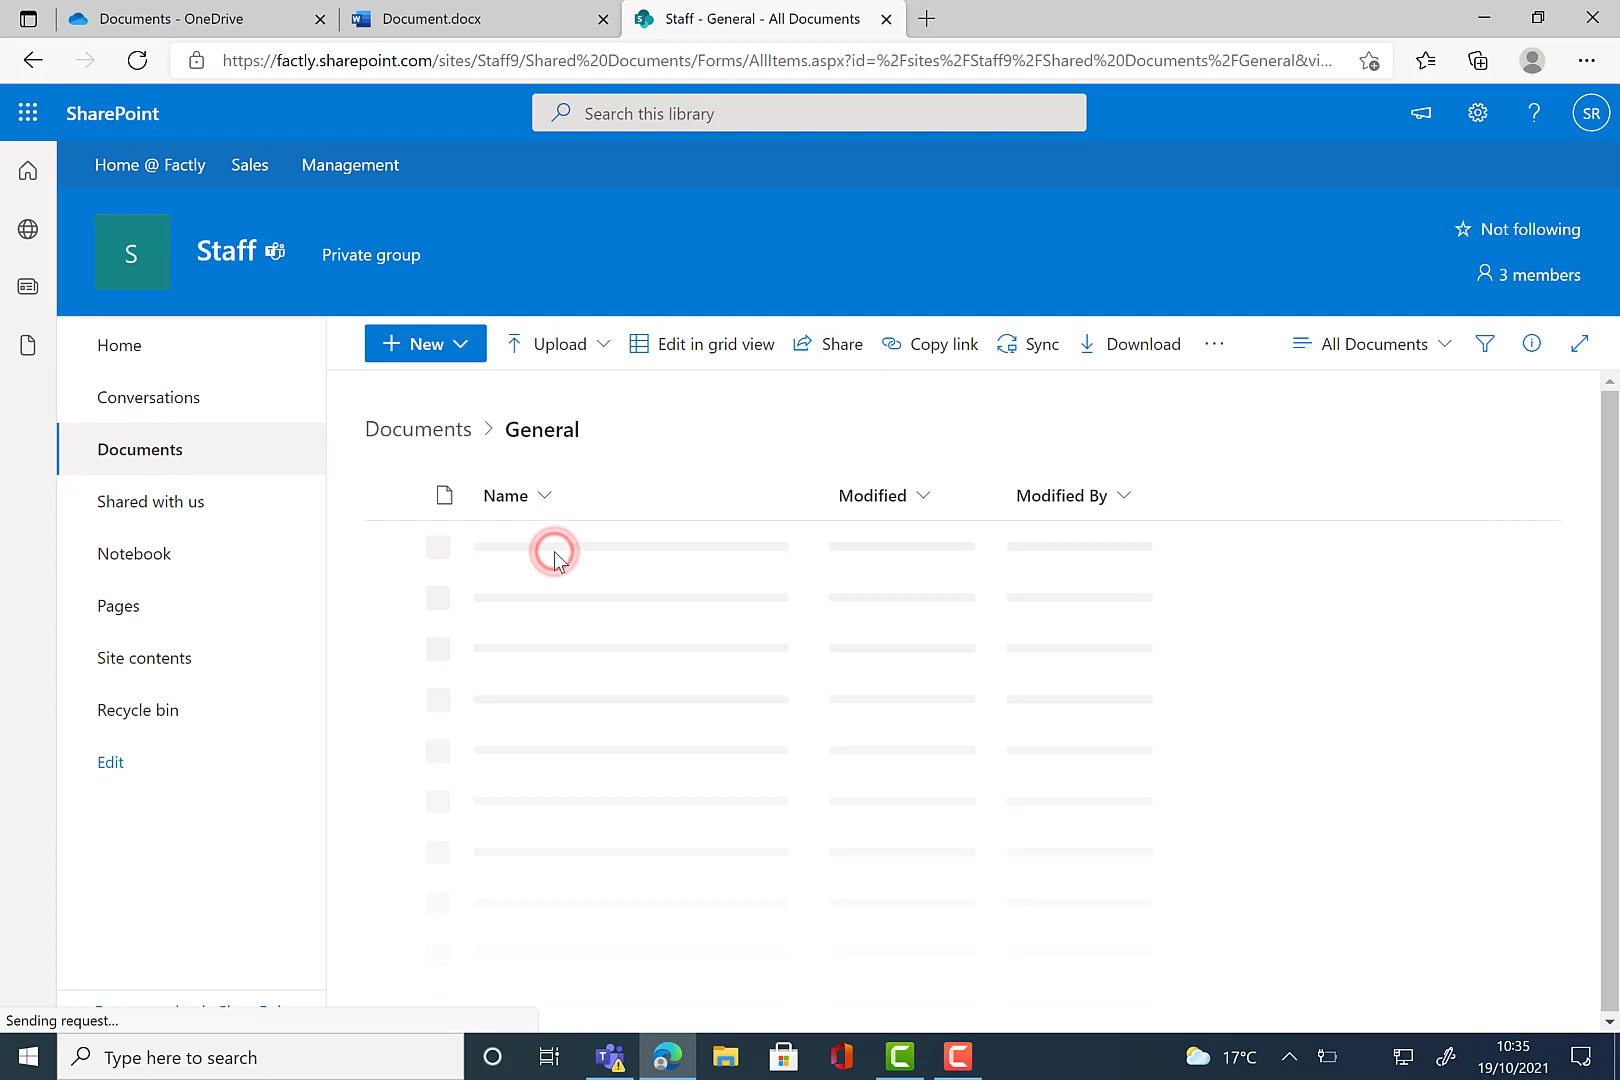 Documents - OneDrive
Document.docx
Staff - General - All Documents
https://factly.sharepoint.com/sites/Staff9/Shared%20Documents/Forms/AllItems.aspx?id=%2Fsites%2FStaff9%2FShared%20Documents%2FGeneral&vi...
SharePoint
Search this library
SR
Home @ Factly Sales Management
S
Staff
Private group
Not following
3 members
Home
Conversations
Documents
Shared with us
Notebook
Pages
Site contents
Recycle bin
Edit
New Upload Edit in grid view Share Copy link Sync Download ... All Documents
Documents > General
Name Modified Modified By
Sending request...
Type here to search
17°C
10:35
19/10/2021